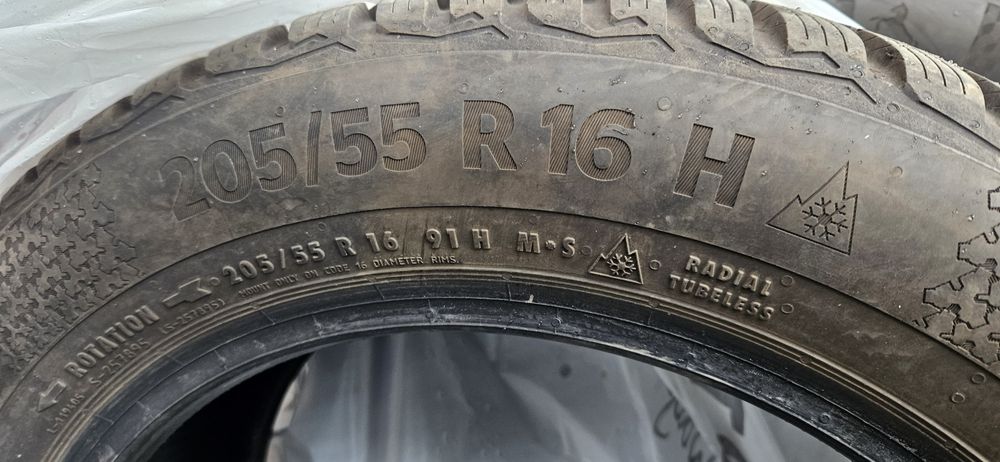 205/55 R 16 H
ROTATION 205/55 R 16 91 H M+S RADIAL
TUBELESS
MOUNT ONLY ON CODE 16 DIAMETER RIMS.